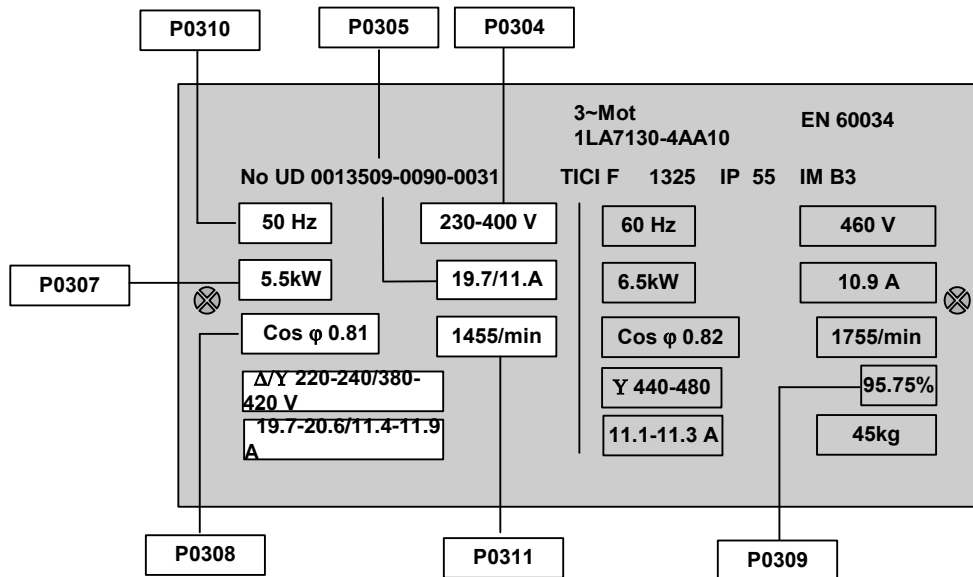 P0310
P0305
P0304
3~Mot
1LA7130-4AA10
EN 60034
No UD 0013509-0090-0031
TICI F 1325 IP 55 IM B3
50 Hz
230-400 V
60 Hz
460 V
P0307
5.5kW
19.7/11.A
6.5kW
10.9 A
Cos φ 0.81
1455/min
Cos φ 0.82
1755/min
Δ/Y 220-240/380-
420 V
Y 440-480
95.75%
19.7-20.6/11.4-11.9
A
11.1-11.3 A
45kg
P0308
P0311
P0309